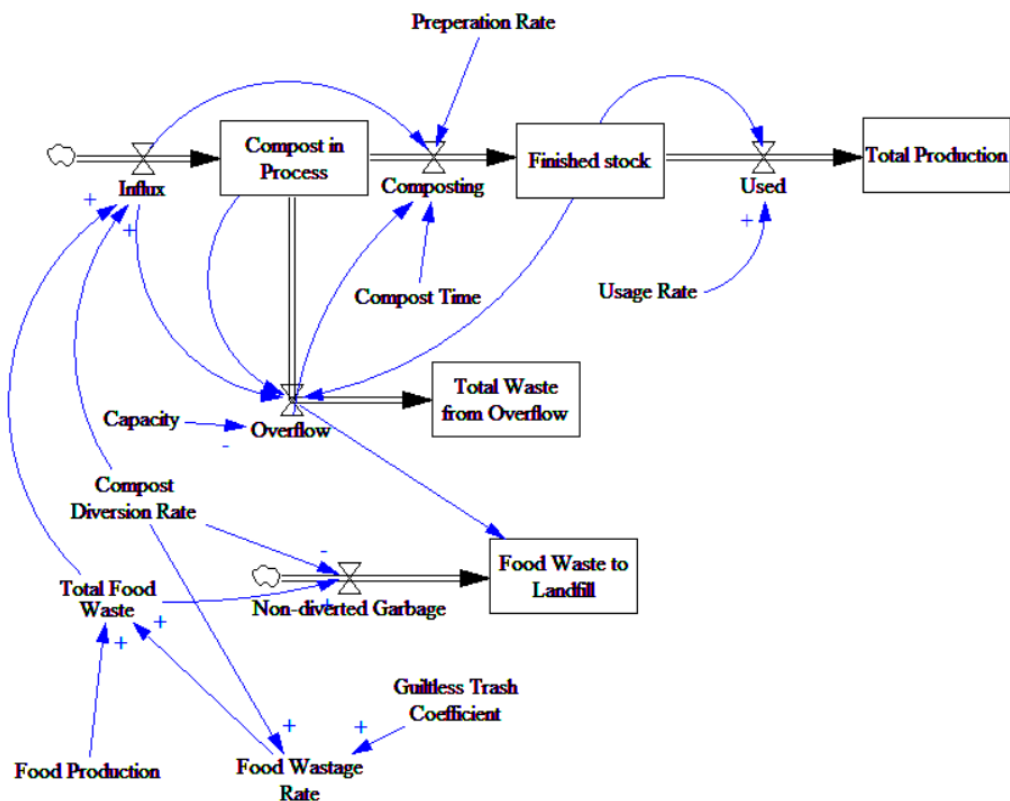 Preperation Rate
Compost in
Process
Finished stock
Total Production
Influx
Composting
Used
+
+
+
Compost Time
Usage Rate
Total Waste
from Overflow
Capacity
Overflow
-
Compost
Diversion Rate
-
Food Waste to
Landfill
Total Food
Waste
Non-diverted Garbage
+
+
+
Guiltless Trash
Coefficient
+
+
Food Production
Food Wastage
Rate